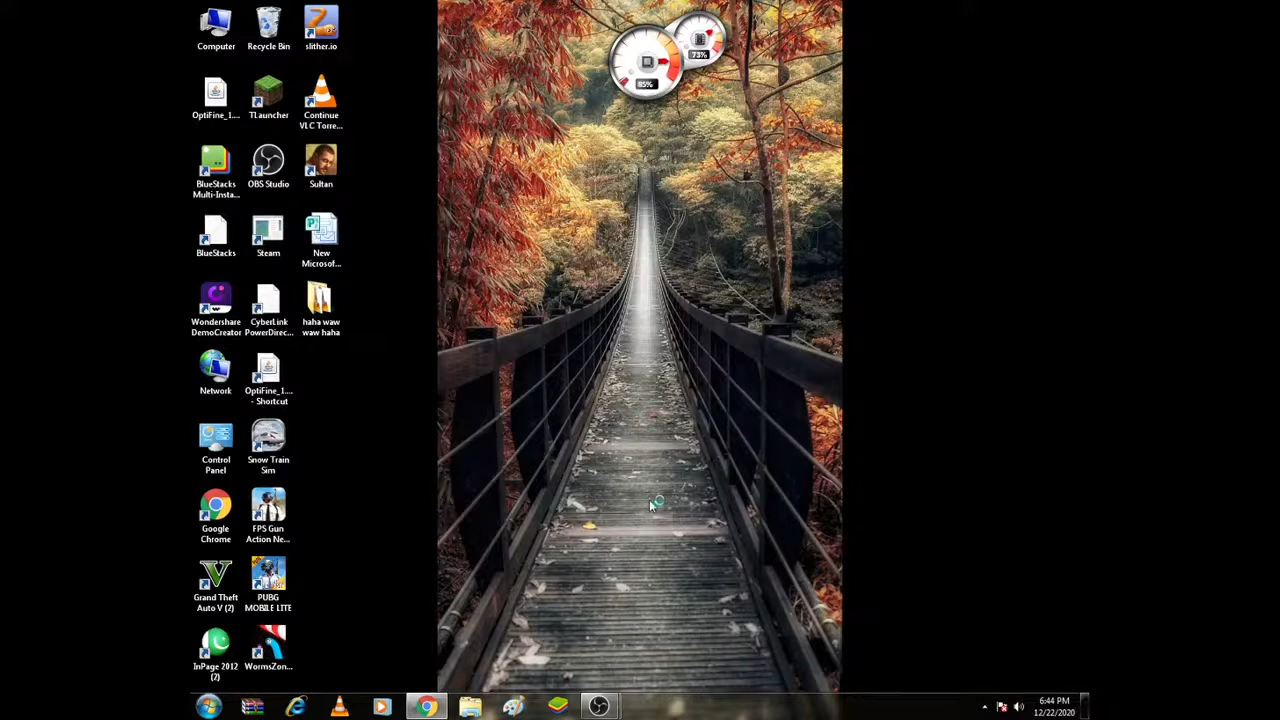 Computer
Recycle Bin
slither.io
OptiFine_1....
TLauncher
Continue
VLC Torre...
BlueStacks
Multi-Insta...
OBS Studio
Sultan
BlueStacks
Steam
New
Microsof...
Wondershare
DemoCreator
CyberLink
PowerDirec...
haha waw
waw haha
Network
OptiFine_1....
- Shortcut
Control
Panel
Snow Train
Sim
Google
Chrome
FPS Gun
Action Ne...
Grand Theft
Auto V (2)
PUBG
MOBILE LITE
InPage 2012
(2)
WormsZon...
85%
73%
6:44 PM
12/22/2020